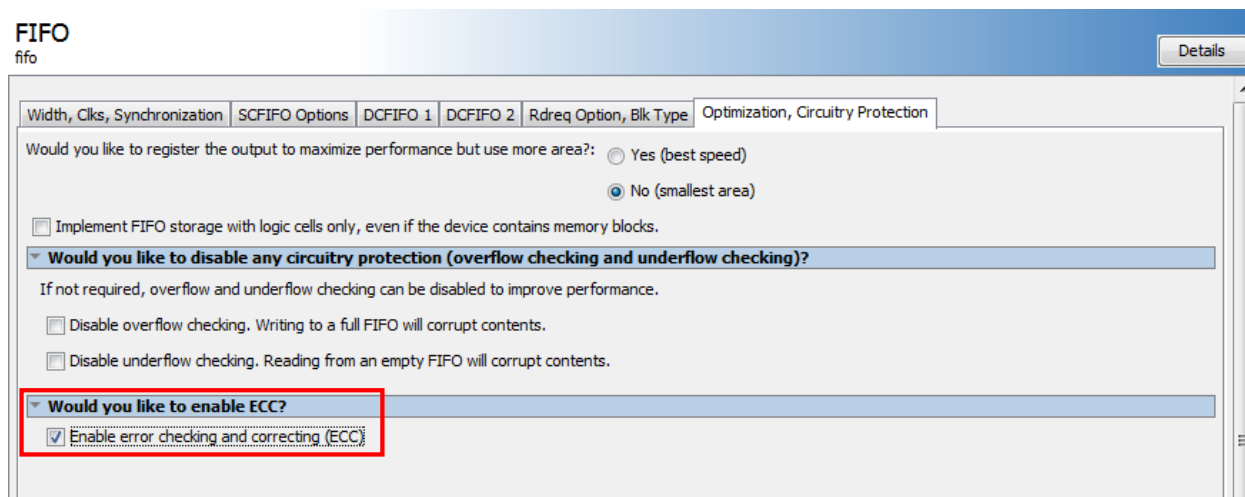 FIFO
fifo
Details
Width, Clks, Synchronization SCFIFO Options DCFIFO 1 DCFIFO 2 Rdreq Option, Blk Type Optimization, Circuitry Protection
Would you like to register the output to maximize performance but use more area?: Yes (best speed)
No (smallest area)
Implement FIFO storage with logic cells only, even if the device contains memory blocks.
Would you like to disable any circuitry protection (overflow checking and underflow checking)?
If not required, overflow and underflow checking can be disabled to improve performance.
Disable overflow checking. Writing to a full FIFO will corrupt contents.
Disable underflow checking. Reading from an empty FIFO will corrupt contents.
Would you like to enable ECC?
Enable error checking and correcting (ECC)